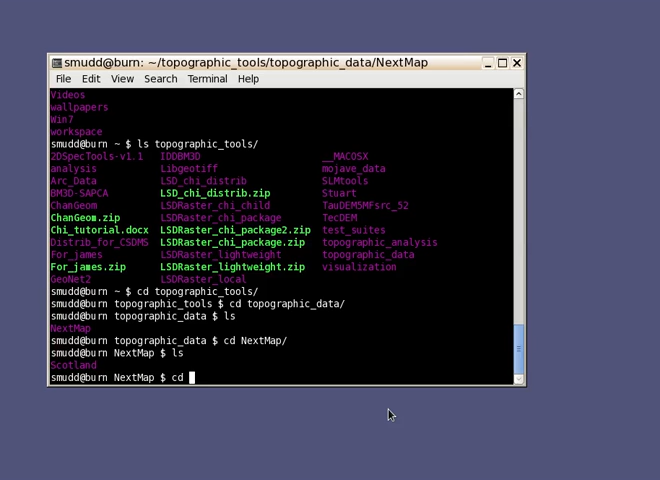 smudd@burn: ~/topographic_tools/topographic_data/NextMap
File Edit View Search Terminal Help
Videos
wallpapers
Win7
workspace
smudd@burn ~ $ ls topographic_tools/
2DSpecTools-v1.1 IDDBM3D __MACOSX
analysis Libgeotiff mojave_data
Arc_Data LSD_chi_distrib SLMtools
BM3D-SAPCA LSD_chi_distrib.zip Stuart
ChanGeom LSDRaster_chi_child TauDEM5MFsrc_52
ChanGeom.zip LSDRaster_chi_package TecDEM
Chi_tutorial.docx LSDRaster_chi_package2.zip test_suites
Distrib_for_CSDMS LSDRaster_chi_package.zip topographic_analysis
For_james LSDRaster_lightweight topographic_data
For_james.zip LSDRaster_lightweight.zip visualization
GeoNet2 LSDRaster_local
smudd@burn ~ $ cd topographic_tools/
smudd@burn topographic_tools $ cd topographic_data/
smudd@burn topographic_data $ ls
NextMap
smudd@burn topographic_data $ cd NextMap/
smudd@burn NextMap $ ls
Scotland
smudd@burn NextMap $ cd